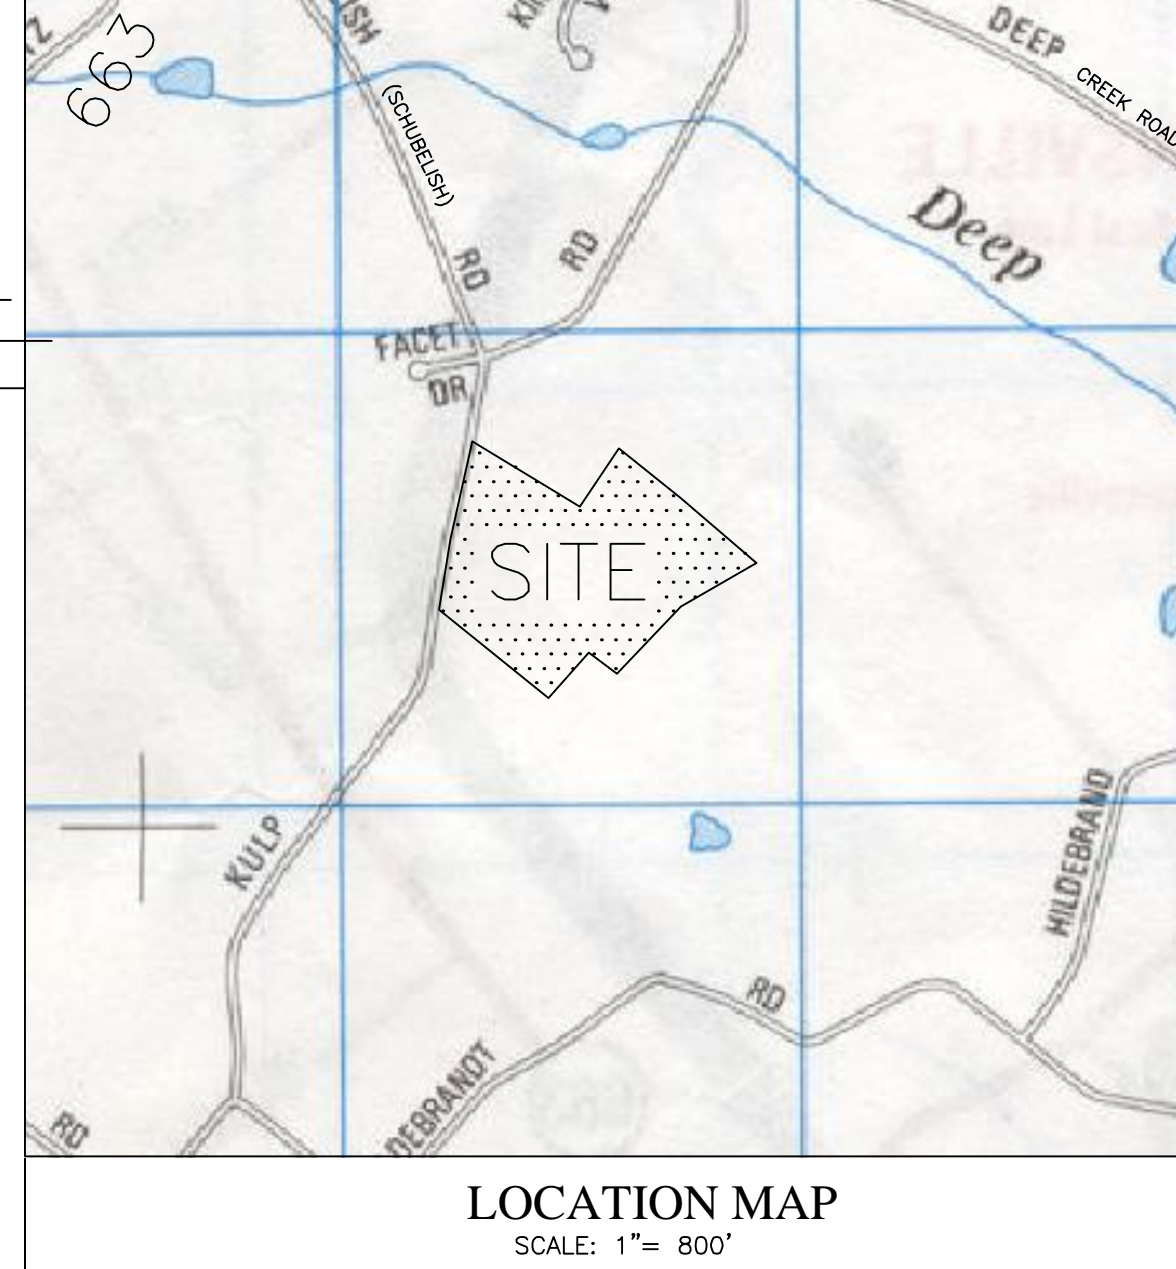 663
(SCHUBELISH)
DEEP
CREEK ROAD
Deep
RD
RD
FACET
DR
SITE
KULP
HILDEBRAND
RD
RD
LOCATION MAP
SCALE: 1"= 800'